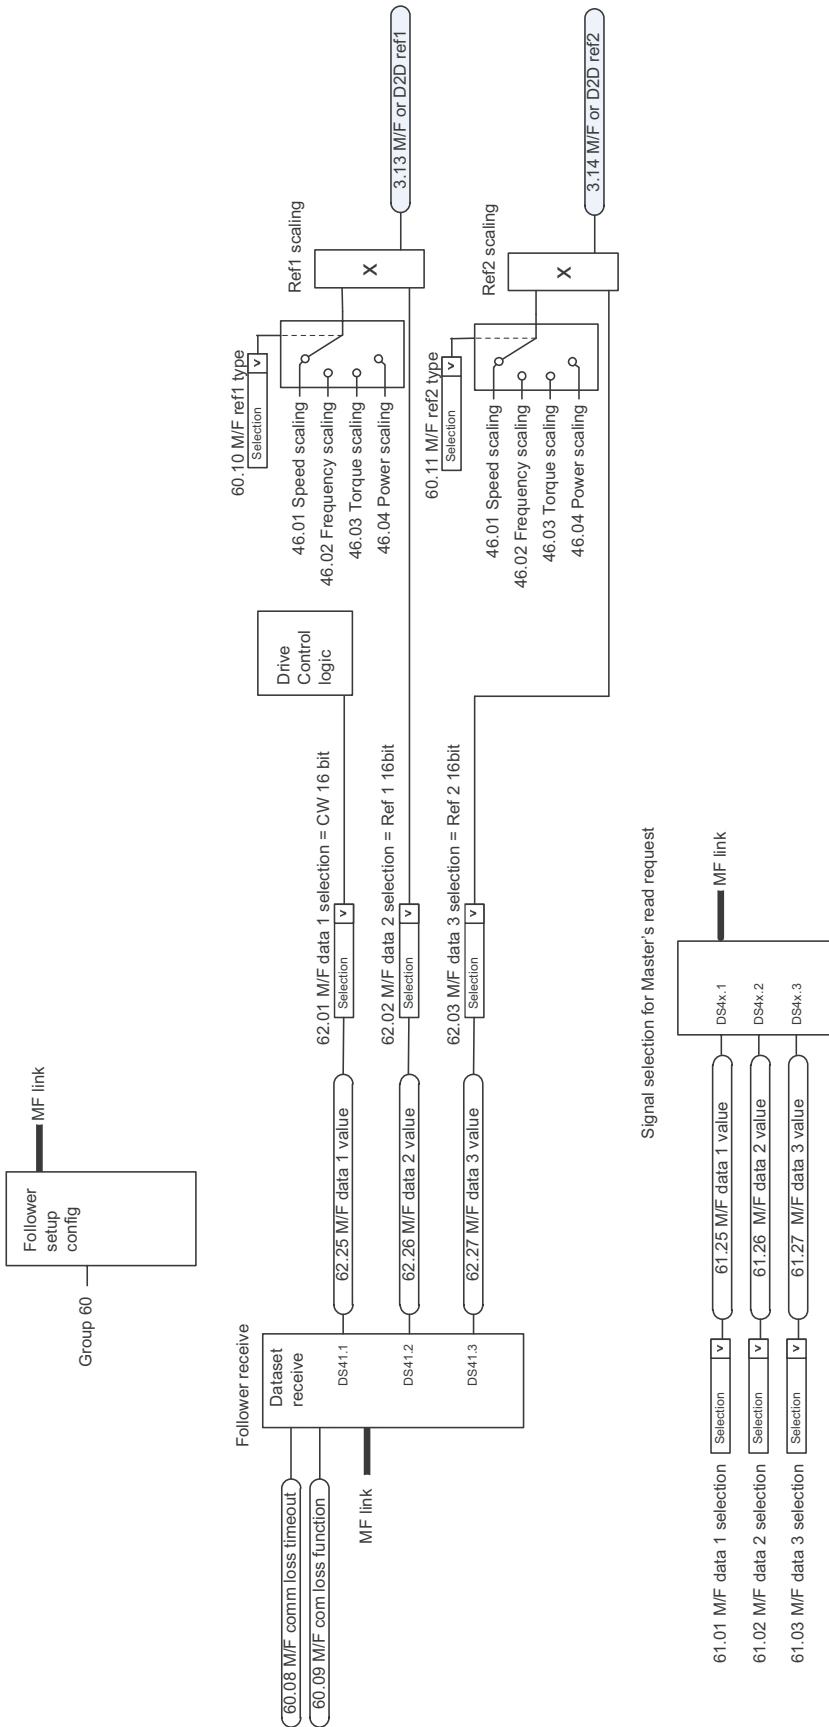 Group 60
Follower
setup
config
MF link
Follower receive
60.08 M/F comm loss timeout
60.09 M/F com loss function
MF link
Dataset
receive
DS41.1
DS41.2
DS41.3
62.25 M/F data 1 value
62.26 M/F data 2 value
62.27 M/F data 3 value
62.01 M/F data 1 selection = CW 16 bit
Selection
v
62.02 M/F data 2 selection = Ref 1 16bit
Selection
v
62.03 M/F data 3 selection = Ref 2 16bit
Selection
v
Drive
Control
logic
60.10 M/F ref1 type
Selection
v
46.01 Speed scaling
46.02 Frequency scaling
46.03 Torque scaling
46.04 Power scaling
Ref1 scaling
X
3.13 M/F or D2D ref1
60.11 M/F ref2 type
Selection
v
46.01 Speed scaling
46.02 Frequency scaling
46.03 Torque scaling
46.04 Power scaling
Ref2 scaling
X
3.14 M/F or D2D ref2
Signal selection for Master's read request
61.01 M/F data 1 selection
Selection
v
61.25 M/F data 1 value
DS4x.1
MF link
61.02 M/F data 2 selection
Selection
v
61.26 M/F data 2 value
DS4x.2
61.03 M/F data 3 selection
Selection
v
61.27 M/F data 3 value
DS4x.3